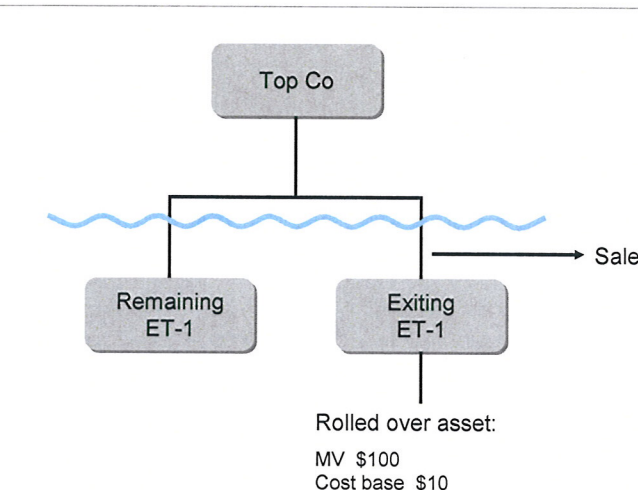 Top Co
Sale
Remaining
ET-1
Exiting
ET-1
Rolled over asset:
MV $100
Cost base $10